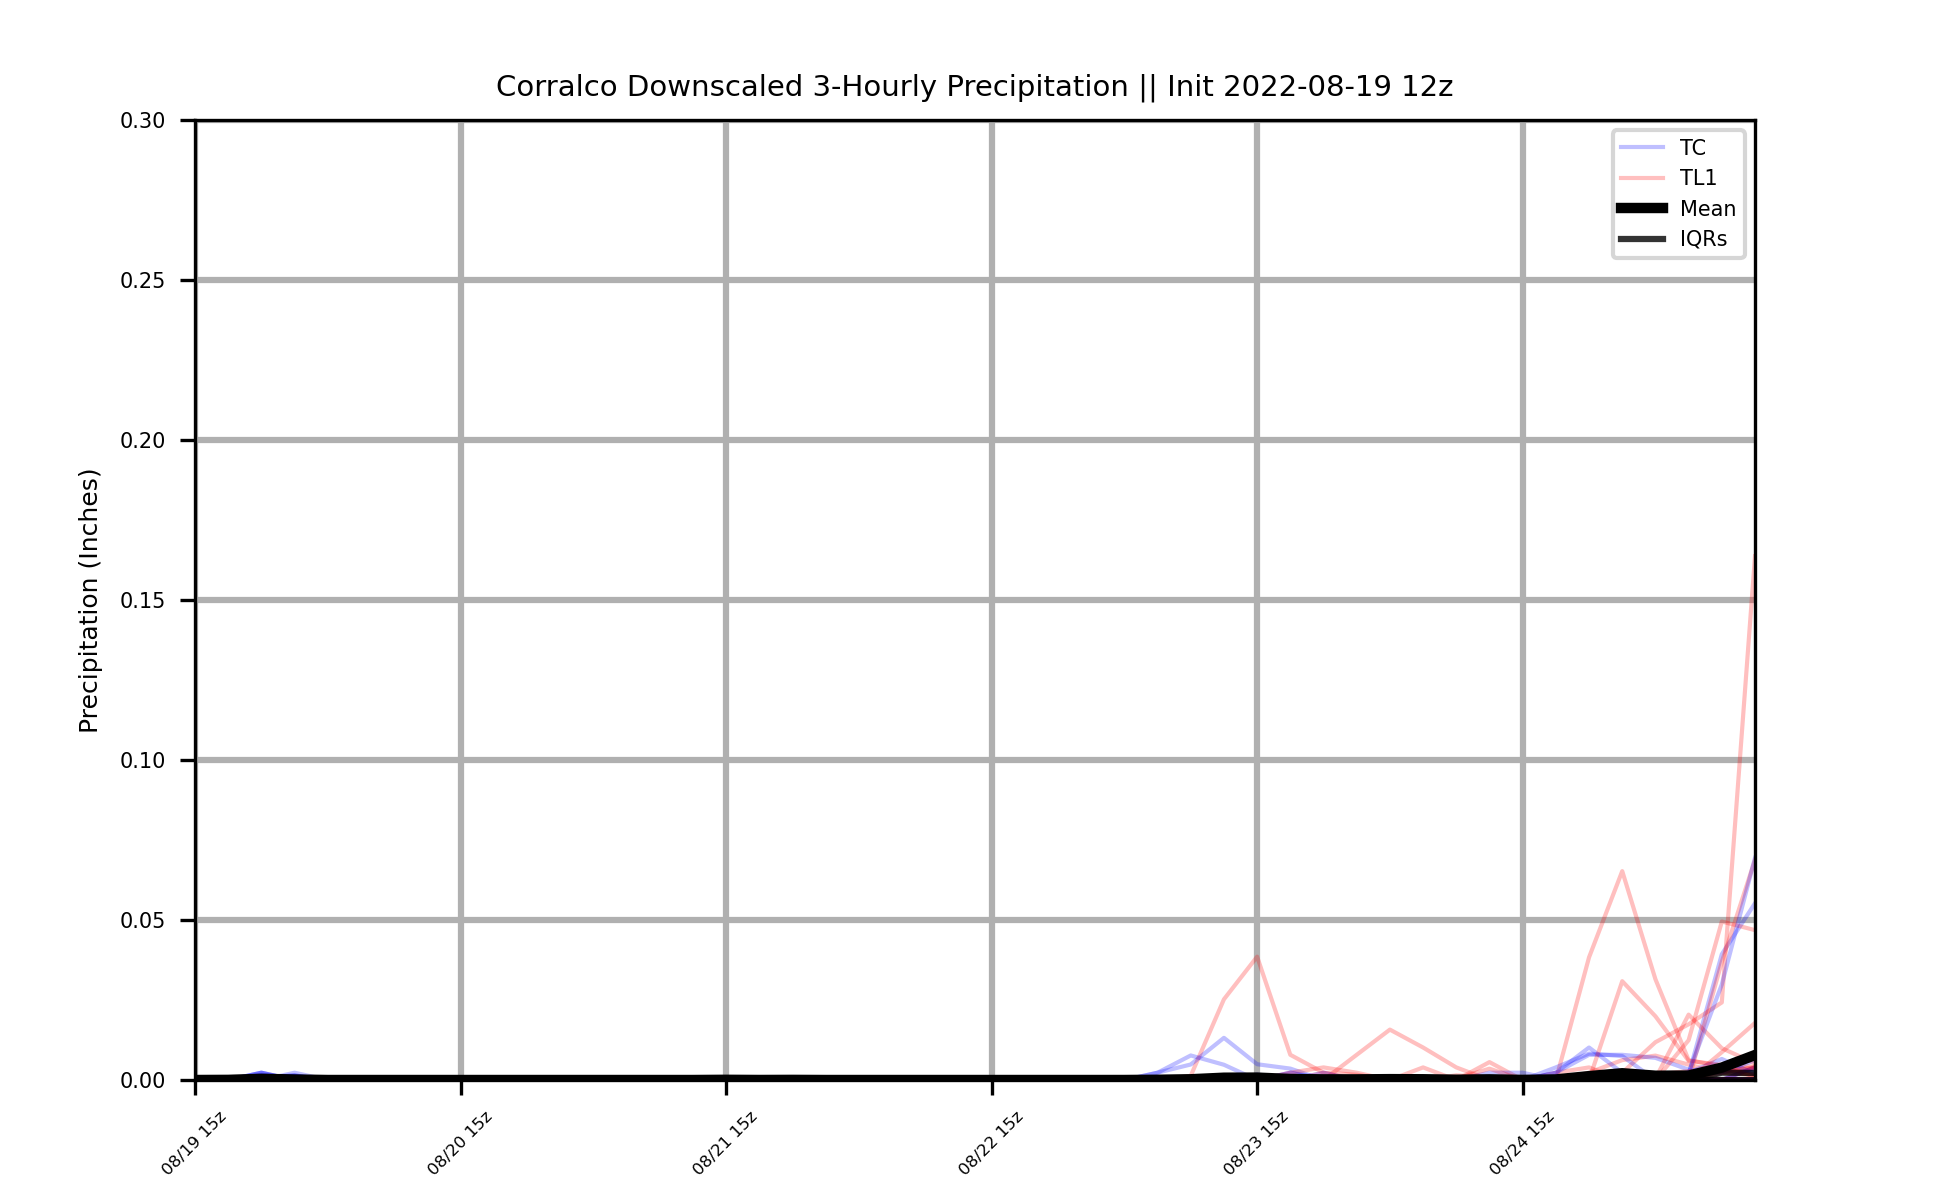 Corralco Downscaled 3-Hourly Precipitation || Init 2022-08-19 12z
0.30
0.25
0.20
0.15
0.10
0.05
0.00
Precipitation (Inches)
TC
TL1
Mean
IQRs
08/19 15z
08/20 15z
08/21 15z
08/22 15z
08/23 15z
08/24 15z